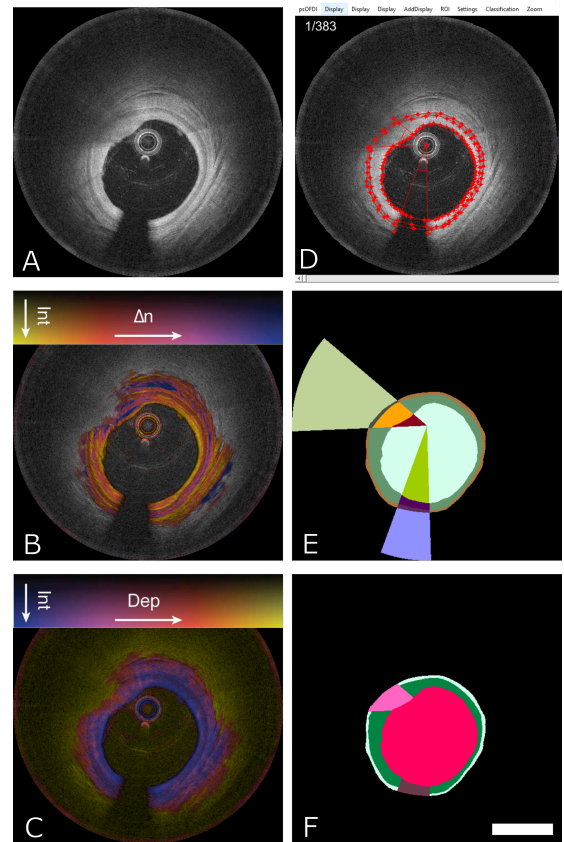 A
psOFDI Display Display Display AddDisplay ROI Settings Classification Zoom
1/383
D
Int
Δn
B
E
Int
Dep
C
F